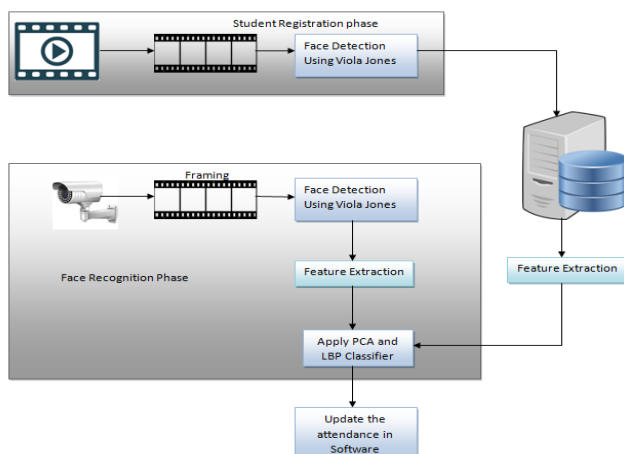 Student Registration phase
Face Detection
Using Viola Jones
Framing
Face Detection
Using Viola Jones
Feature Extraction
Feature Extraction
Face Recognition Phase
Apply PCA and
LBP Classifier
Update the
attendance in
Software